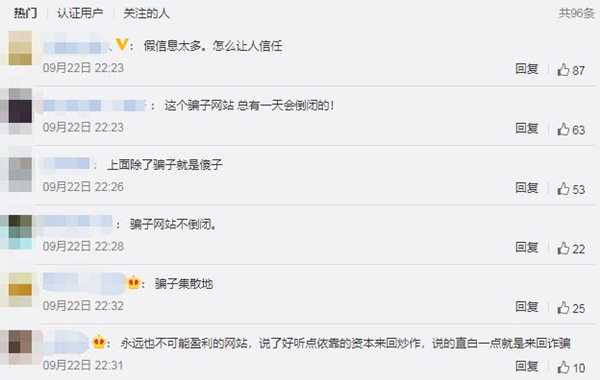 热门 认证用户 关注的人 共96条
：假信息太多。怎么让人信任
09月22日 22:23 回复 87
：这个骗子网站 总有一天会倒闭的！
09月22日 22:23 回复 63
：上面除了骗子就是傻子
09月22日 22:26 回复 53
：骗子网站不倒闭。
09月22日 22:28 回复 22
：骗子集散地
09月22日 22:32 回复 25
：永远也不可能盈利的网站，说了好听点依靠的资本来回炒作，说的直白一点就是来回诈骗
09月22日 22:31 回复 10